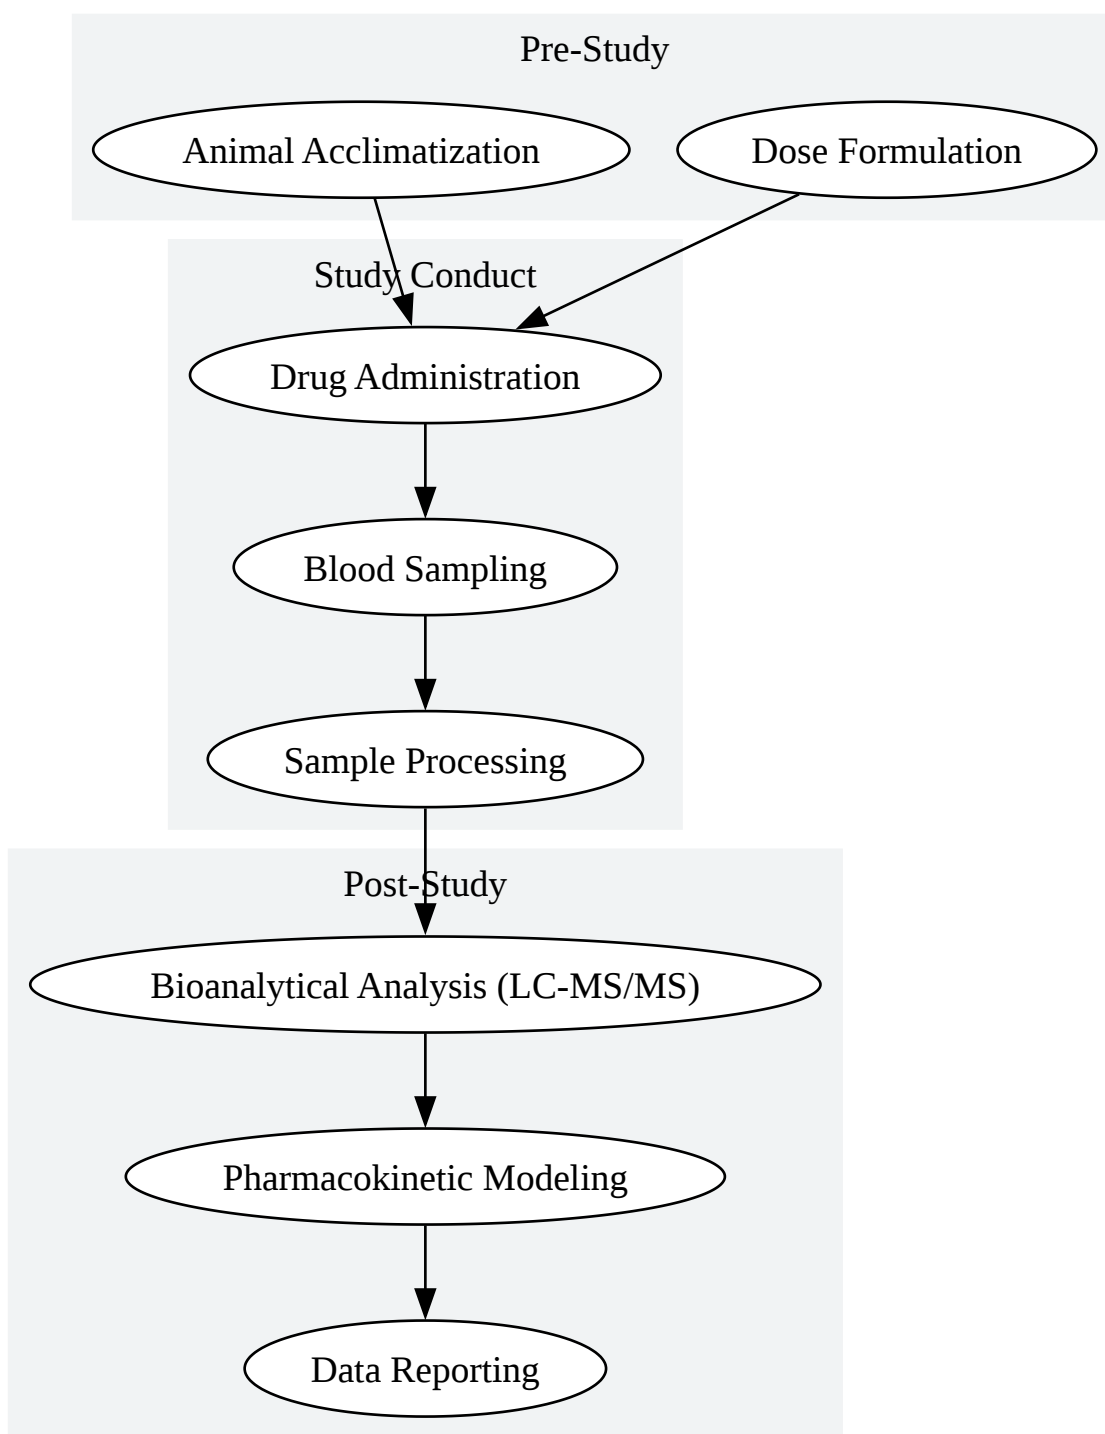 Pre-Study
Animal Acclimatization
Dose Formulation
Study Conduct
Drug Administration
Blood Sampling
Sample Processing
Post-Study
Bioanalytical Analysis (LC-MS/MS)
Pharmacokinetic Modeling
Data Reporting